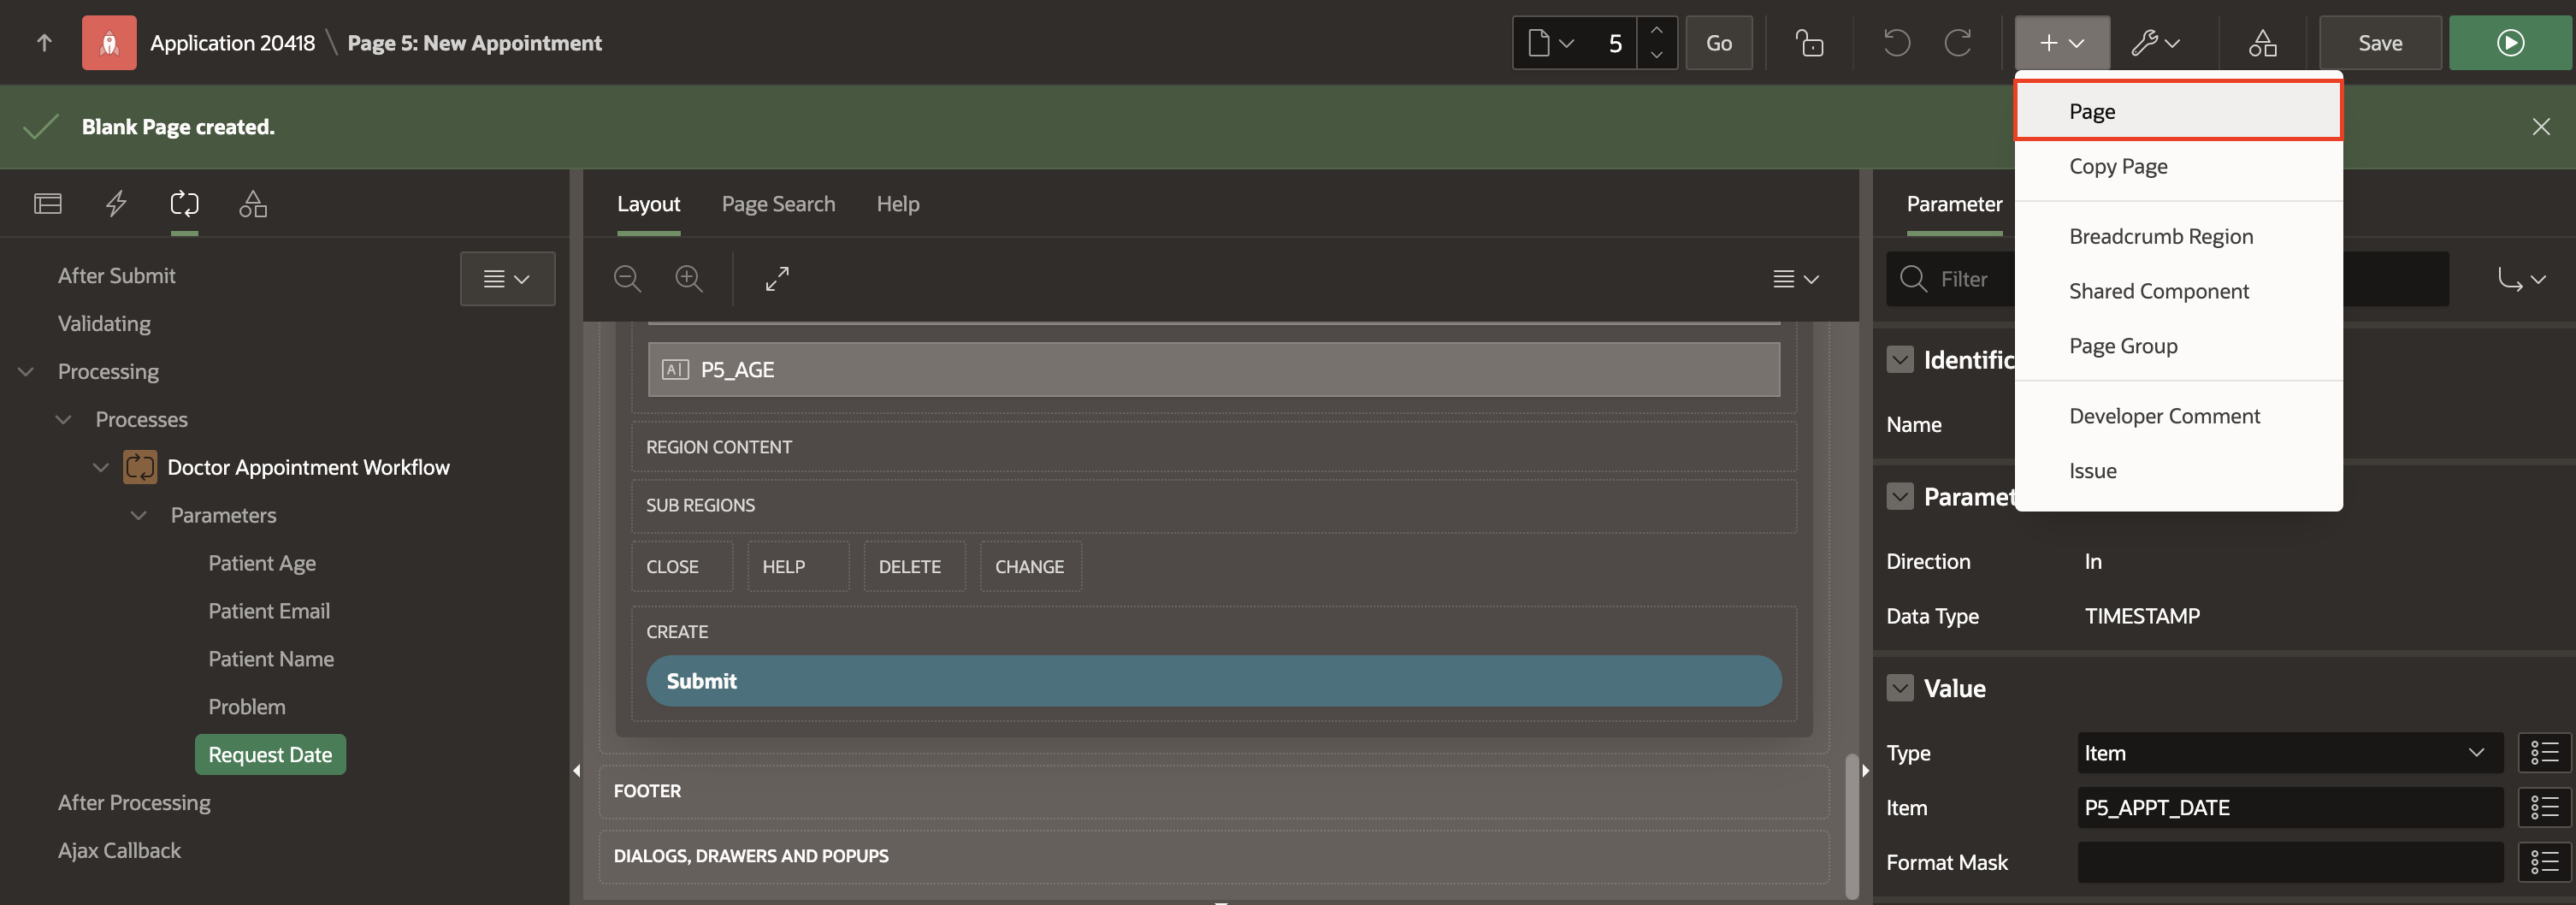 Application 20418 \ Page 5: New Appointment
5
Go
Save
Blank Page created.
Page
Copy Page
Breadcrumb Region
Shared Component
Page Group
Developer Comment
Issue
After Submit
Validating
Processing
Processes
Doctor Appointment Workflow
Parameters
Patient Age
Patient Email
Patient Name
Problem
Request Date
After Processing
Ajax Callback
Layout Page Search Help
P5_AGE
REGION CONTENT
SUB REGIONS
CLOSE HELP DELETE CHANGE
CREATE
Submit
FOOTER
DIALOGS, DRAWERS AND POPUPS
Parameter
Filter
Identific
Name
Paramet
Direction In
Data Type TIMESTAMP
Value
Type Item
Item P5_APPT_DATE
Format Mask